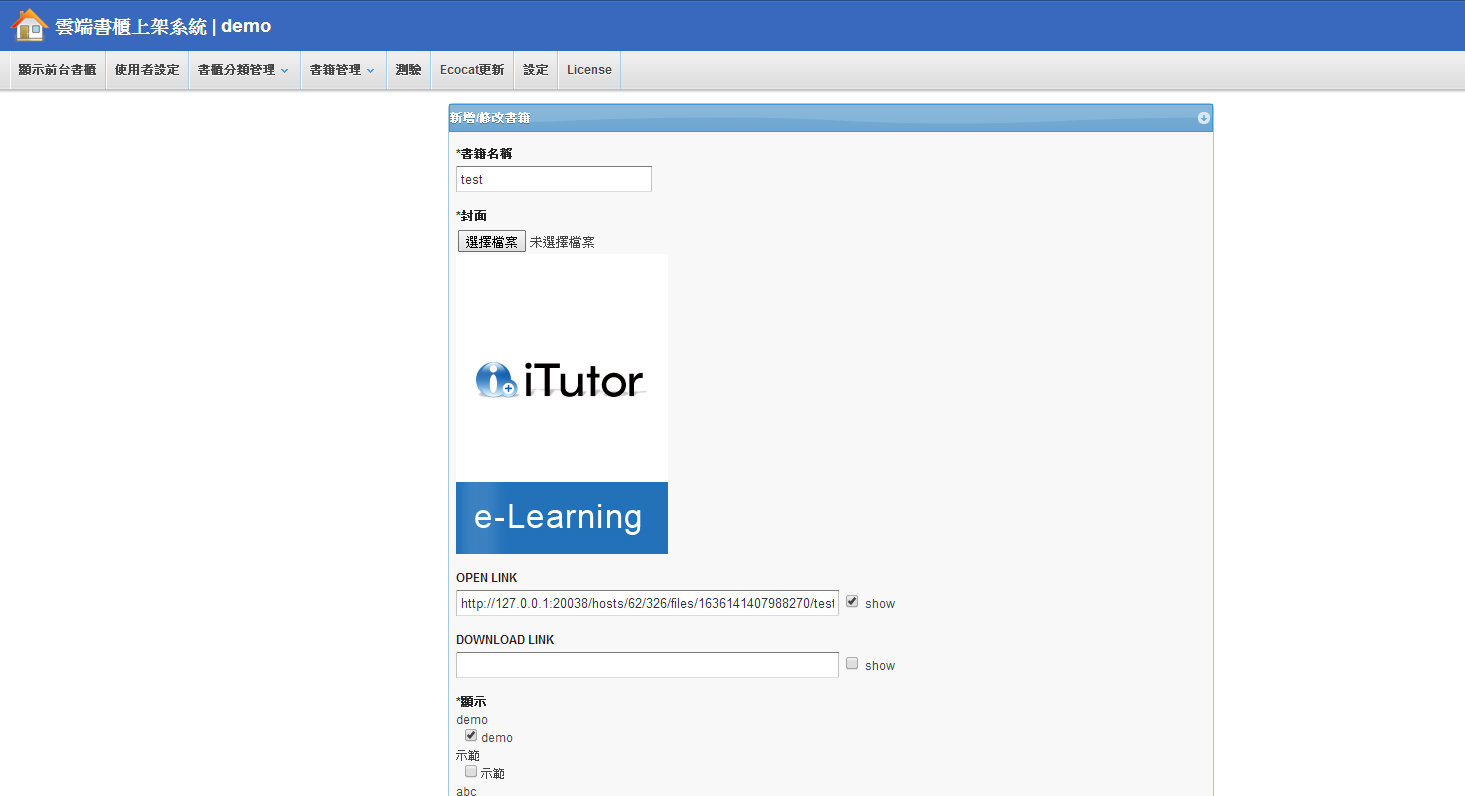 雲端書櫃上架系統 | demo
顯示前台書櫃 使用者設定 書櫃分類管理 書籍管理 測驗 Ecocat更新 設定 License
新增/修改書籍
*書籍名稱
test
*封面
選擇檔案 未選擇檔案
iTutor
e-Learning
OPEN LINK
http://127.0.0.1:20038/hosts/62/326/files/1636141407988270/test show
DOWNLOAD LINK
show
*顯示
demo
demo
示範
示範
abc